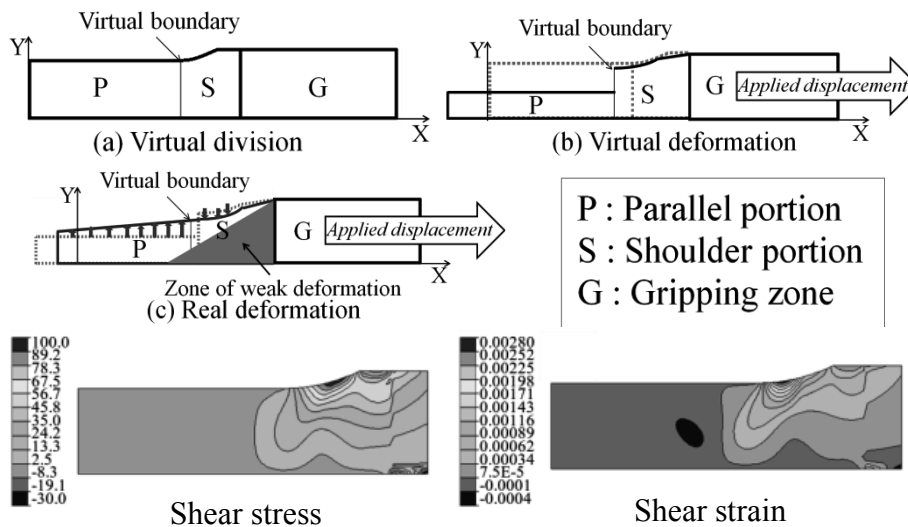 Virtual boundary
Y
P
S
G
X
(a) Virtual division
Virtual boundary
Y
P
S
G
Applied displacement
X
(b) Virtual deformation
Virtual boundary
Y
P
S
G
Applied displacement
X
Zone of weak deformation
(c) Real deformation
P : Parallel portion
S : Shoulder portion
G : Gripping zone
100.0
89.2
78.3
67.5
56.7
45.8
35.0
24.2
13.3
2.5
-8.3
-19.1
-30.0
Shear stress
0.00280
0.00252
0.00225
0.00198
0.00171
0.00143
0.00116
0.00089
0.00062
0.00034
7.5E-5
-0.0001
-0.0004
Shear strain